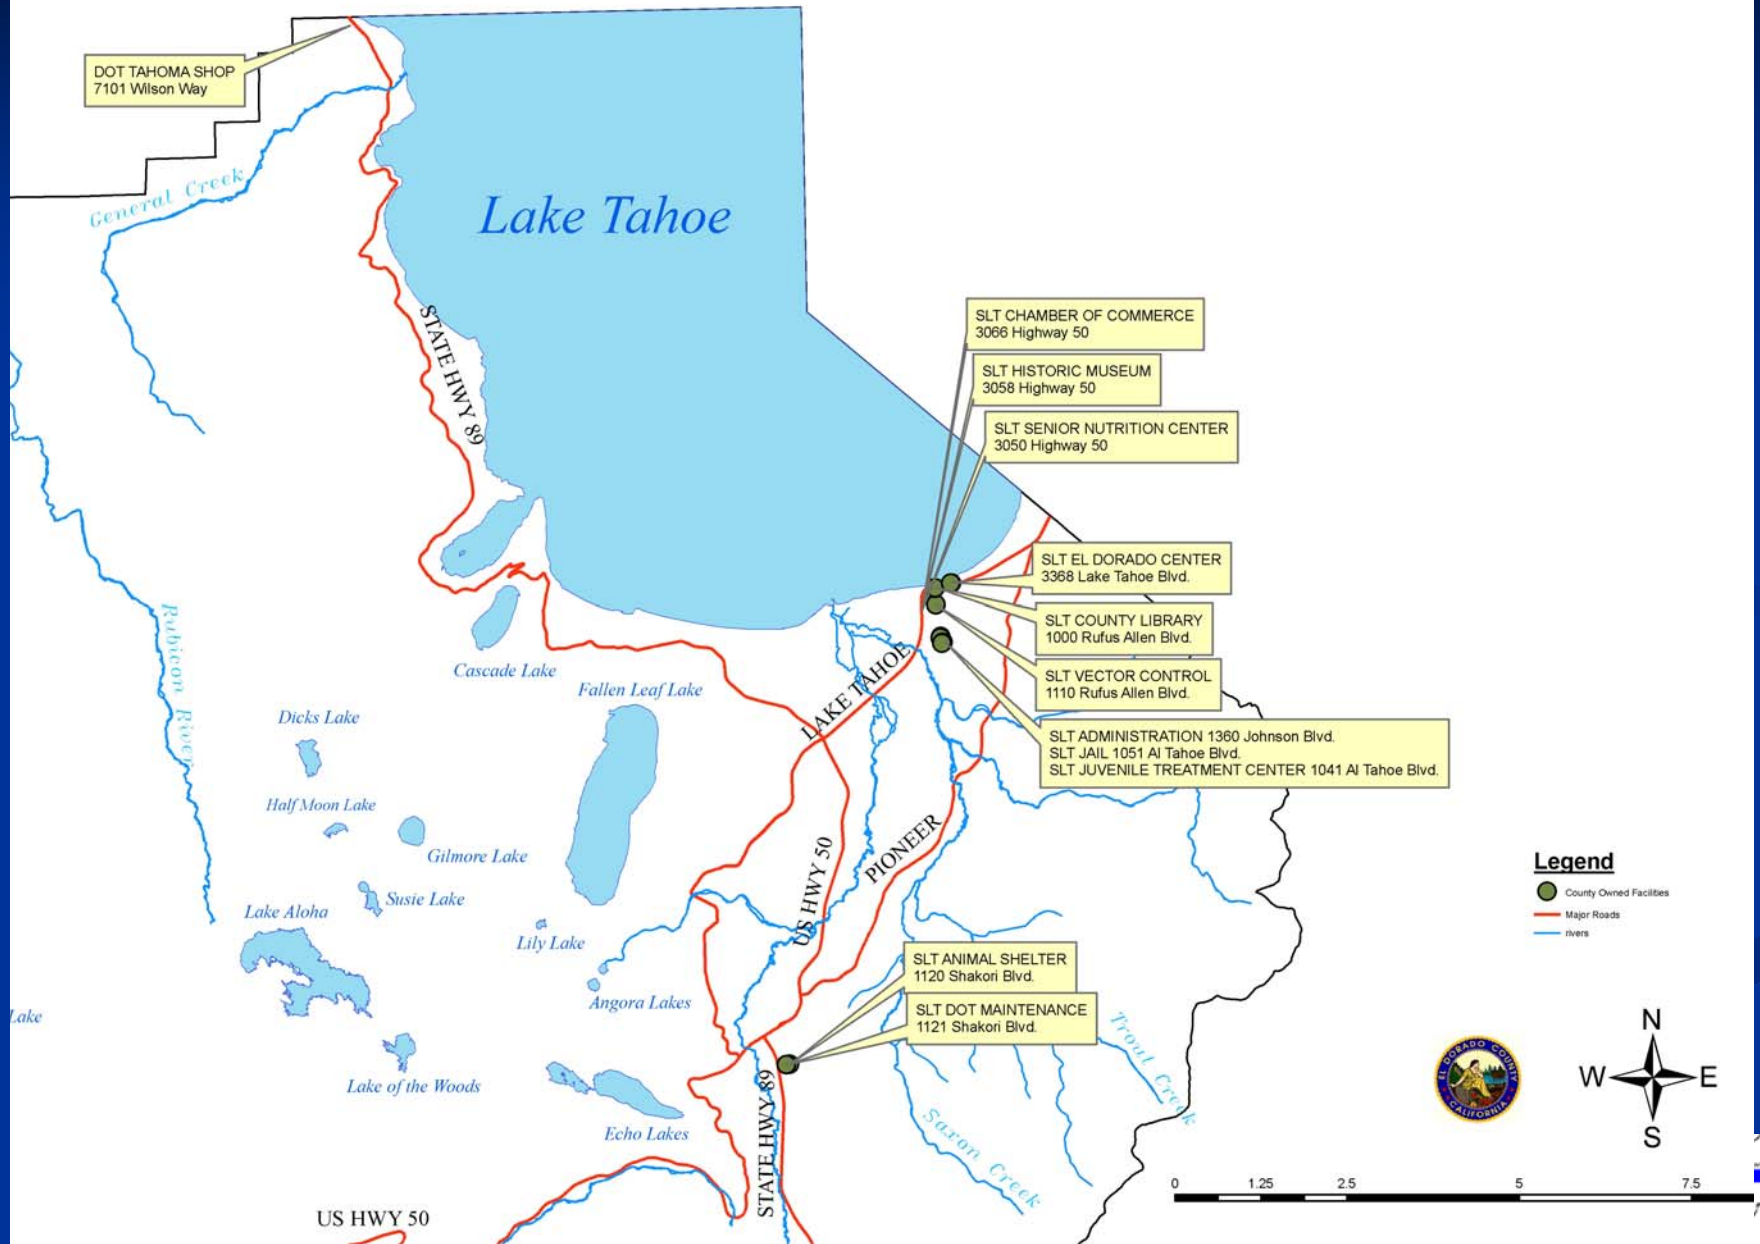 DOT TAHOMA SHOP
7101 Wilson Way
General Creek
Lake Tahoe
STATE HWY 89
SLT CHAMBER OF COMMERCE
3066 Highway 50
SLT HISTORIC MUSEUM
3058 Highway 50
SLT SENIOR NUTRITION CENTER
3050 Highway 50
SLT EL DORADO CENTER
3368 Lake Tahoe Blvd.
SLT COUNTY LIBRARY
1000 Rufus Allen Blvd.
SLT VECTOR CONTROL
1110 Rufus Allen Blvd.
SLT ADMINISTRATION 1360 Johnson Blvd.
SLT JAIL 1051 Al Tahoe Blvd.
SLT JUVENILE TREATMENT CENTER 1041 Al Tahoe Blvd.
Rubicon River
Cascade Lake
Fallen Leaf Lake
LAKE TAHOE
Dicks Lake
Half Moon Lake
Gilmore Lake
Susie Lake
Lake Aloha
Lily Lake
Angora Lakes
US HWY 50
PIONEER
Legend
County Owned Facilities
Major Roads
rivers
SLT ANIMAL SHELTER
1120 Shakori Blvd.
SLT DOT MAINTENANCE
1121 Shakori Blvd.
Lake
Lake of the Woods
Echo Lakes
STATE HWY 89
Trout Creek
Saxon Creek
US HWY 50
EL DORADO COUNTY
CALIFORNIA
N
W E
S
0 1.25 2.5 5 7.5